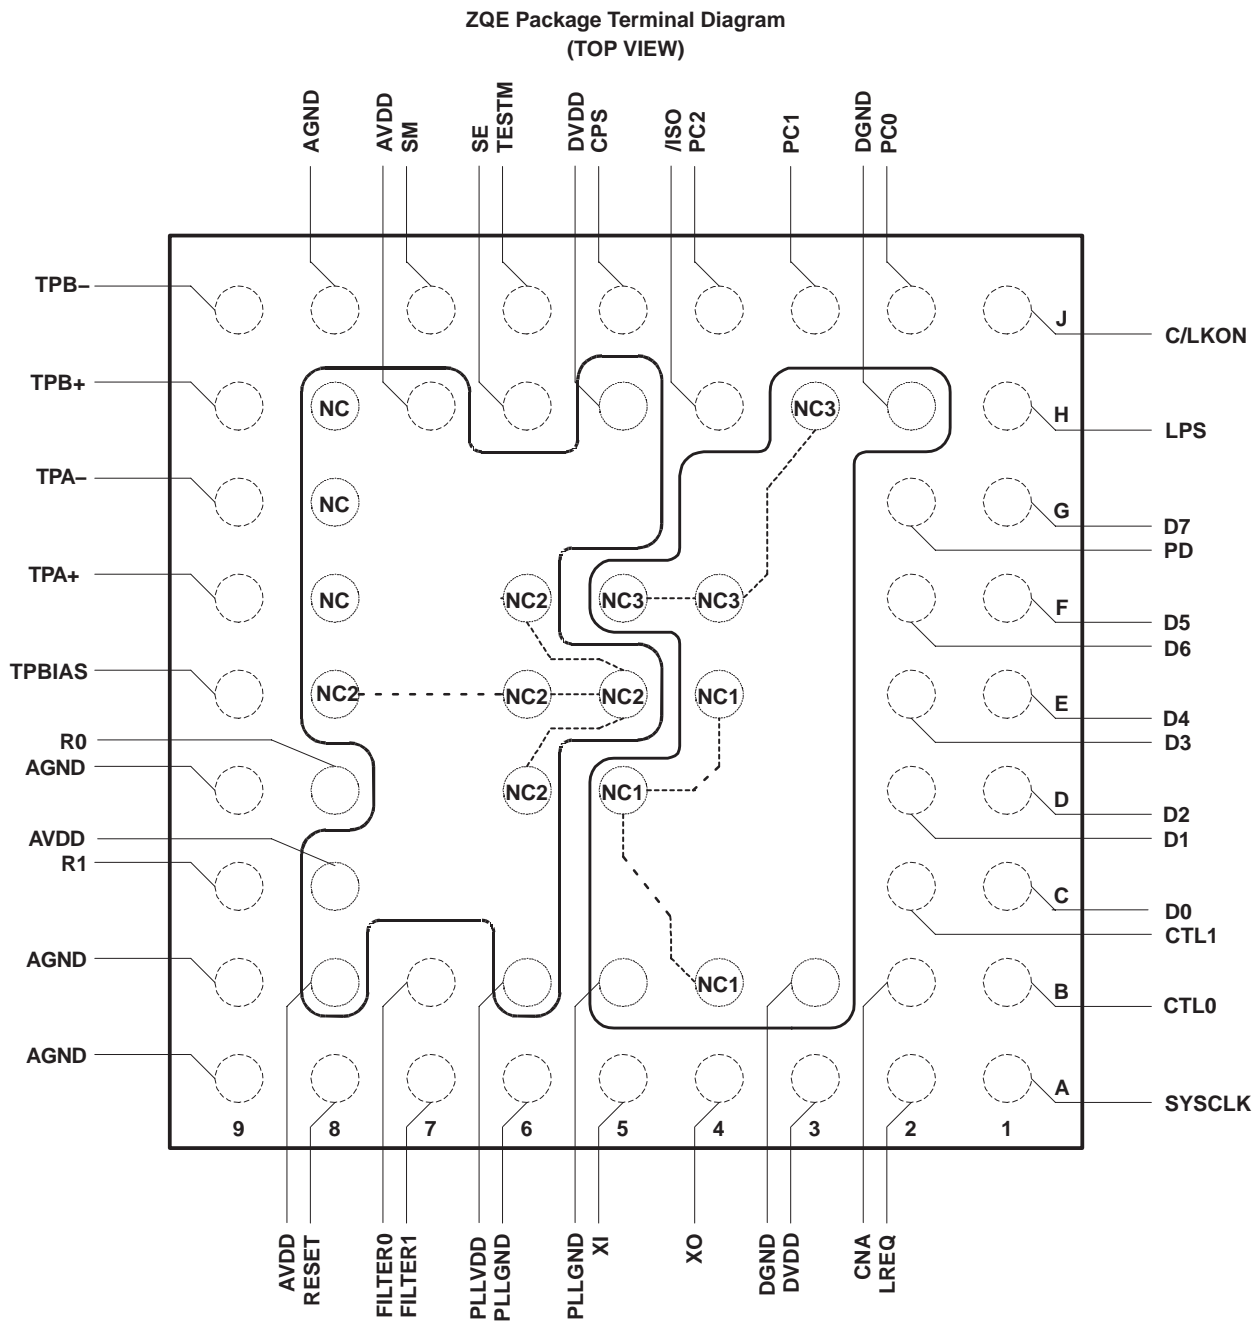 ZQE Package Terminal Diagram
(TOP VIEW)
AGND
AVDD
SM
SE
TESTM
DVDD
CPS
/ISO
PC2
PC1
DGND
PC0
TPB–
J
C/LKON
TPB+
NC
NC3
H
LPS
TPA–
NC
G
D7
PD
TPA+
NC
NC2
NC3
NC3
F
D5
D6
TPBIAS
NC2
NC2
NC2
NC1
E
D4
D3
R0
AGND
NC2
NC1
D
D2
D1
AVDD
R1
C
D0
CTL1
AGND
NC1
B
CTL0
AGND
A
SYSCLK
9 8 7 6 5 4 3 2 1
AVDD
RESET
FILTER0
FILTER1
PLLVDD
PLLGND
PLLGND
XI
XO
DGND
DVDD
CNA
LREQ